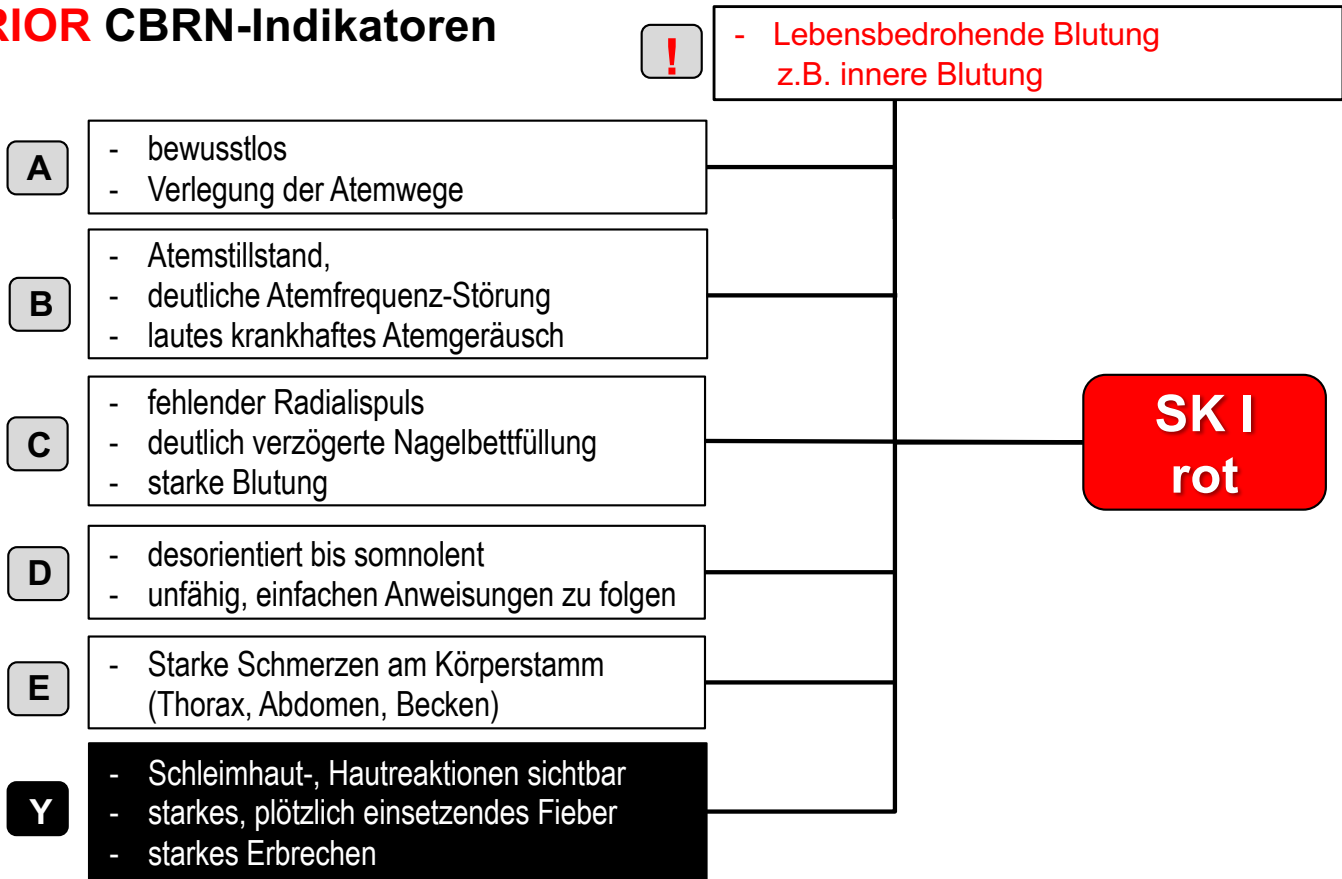 RIOR CBRN-Indikatoren
!
- Lebensbedrohende Blutung
z.B. innere Blutung
A
- bewusstlos
- Verlegung der Atemwege
B
- Atemstillstand,
- deutliche Atemfrequenz-Störung
- lautes krankhaftes Atemgeräusch
C
- fehlender Radialispuls
- deutlich verzögerte Nagelbettfüllung
- starke Blutung
D
- desorientiert bis somnolent
- unfähig, einfachen Anweisungen zu folgen
E
- Starke Schmerzen am Körperstamm
(Thorax, Abdomen, Becken)
Y
- Schleimhaut-, Hautreaktionen sichtbar
- starkes, plötzlich einsetzendes Fieber
- starkes Erbrechen
SK I
rot